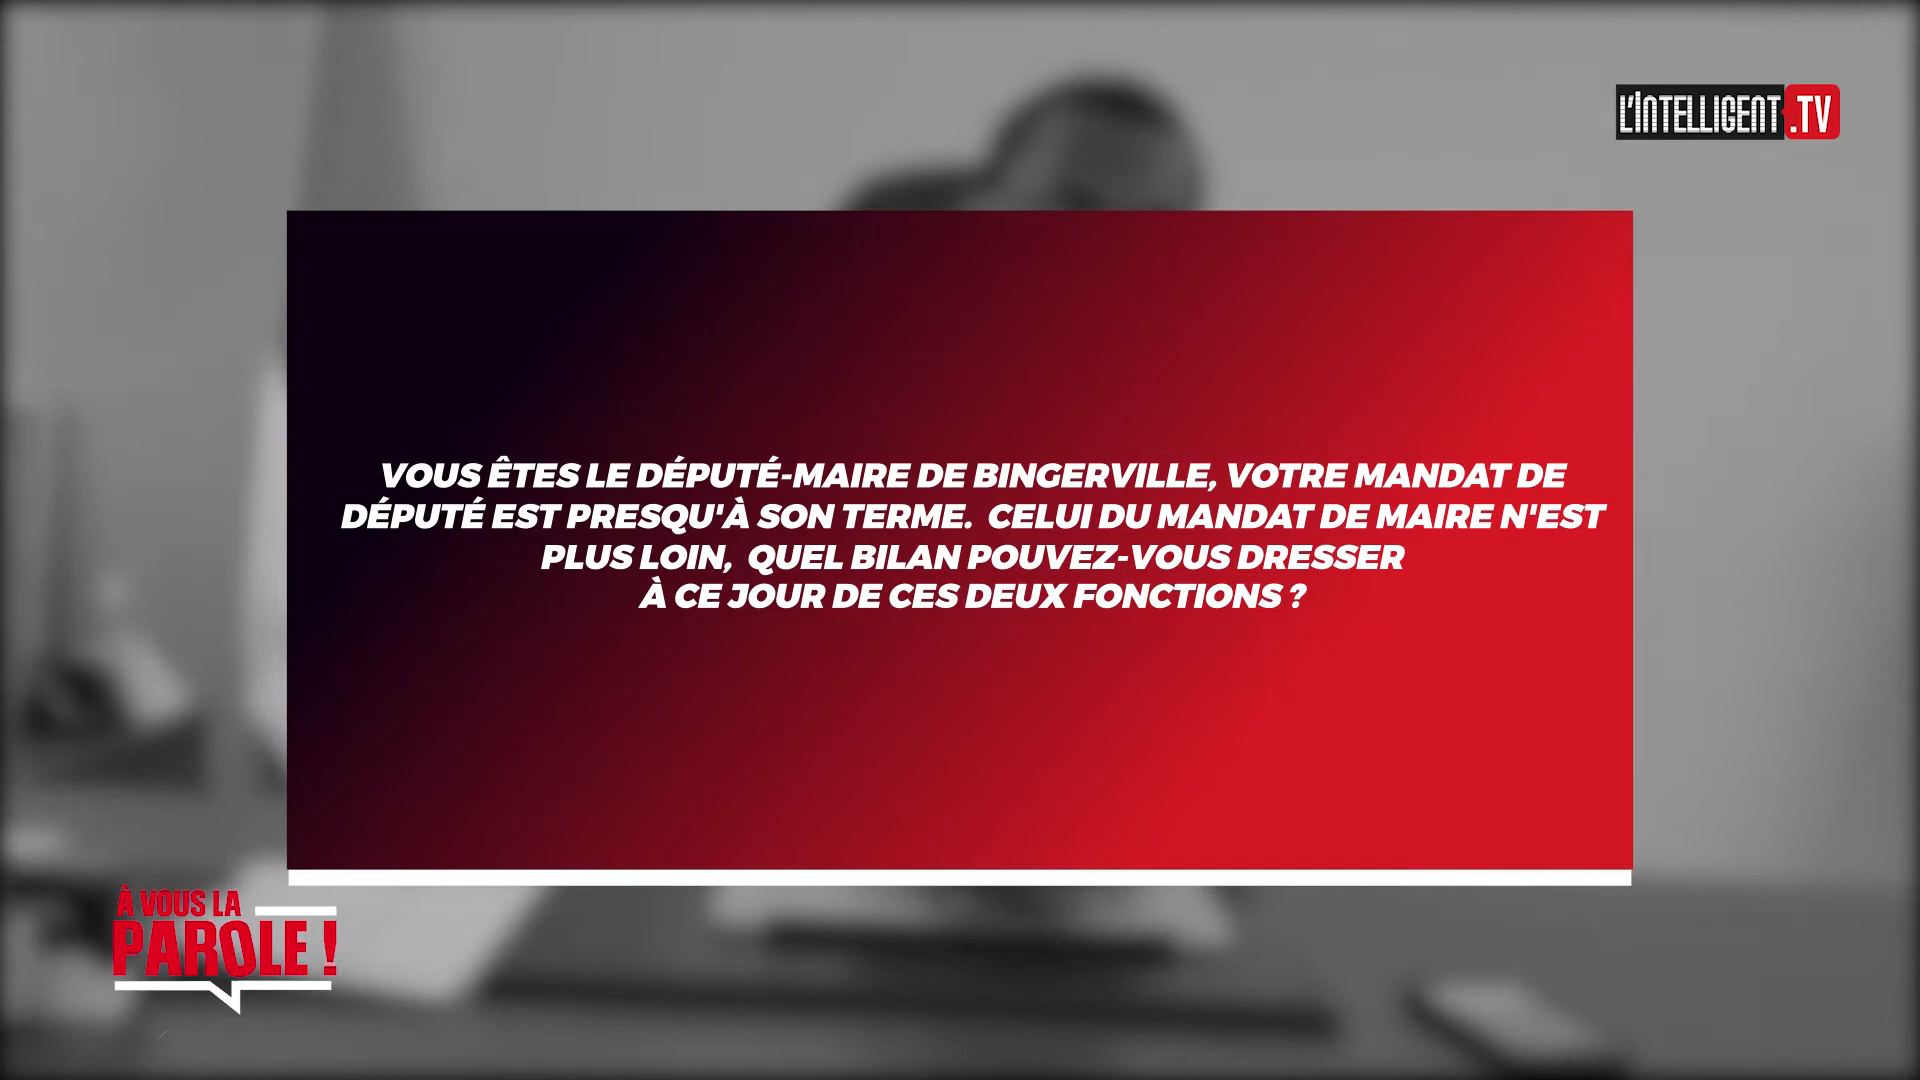 L'INTELLIGENT.TV
VOUS ÊTES LE DÉPUTÉ-MAIRE DE BINGERVILLE, VOTRE MANDAT DE
DÉPUTÉ EST PRESQU'À SON TERME. CELUI DU MANDAT DE MAIRE N'EST
PLUS LOIN, QUEL BILAN POUVEZ-VOUS DRESSER
À CE JOUR DE CES DEUX FONCTIONS ?
À VOUS LA
PAROLE !